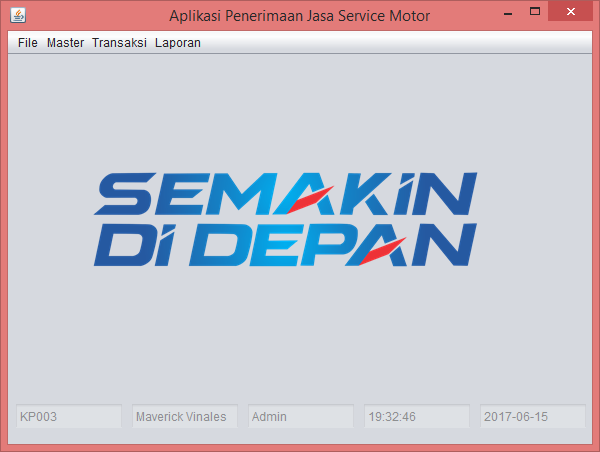 Aplikasi Penerimaan Jasa Service Motor
File Master Transaksi Laporan
SEMAKiN
Di DEPAN
KP003 Maverick Vinales Admin 19:32:46 2017-06-15